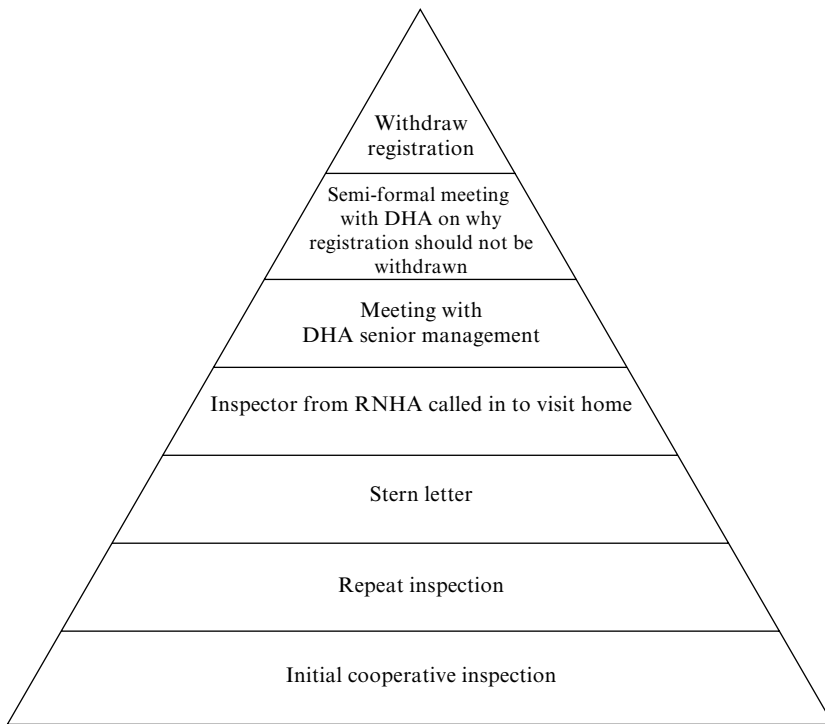 Withdraw
registration
Semi-formal meeting
with DHA on why
registration should not be
withdrawn
Meeting with
DHA senior management
Inspector from RNHA called in to visit home
Stern letter
Repeat inspection
Initial cooperative inspection